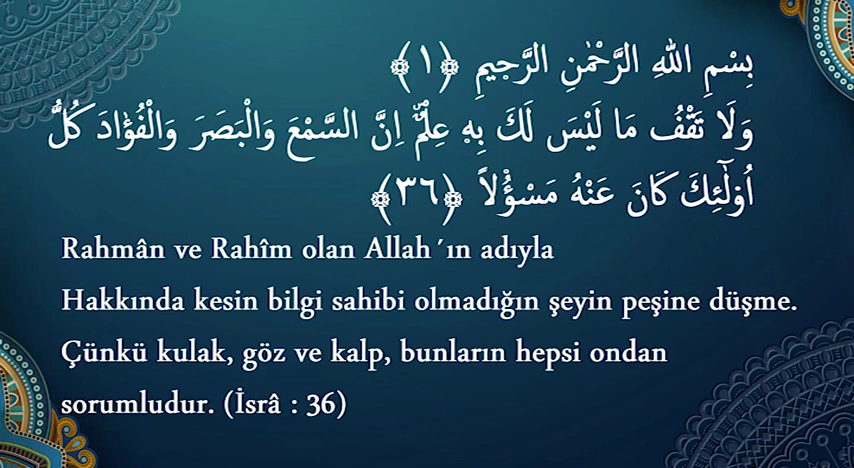 بِسْمِ اللهِ الرَّحْمٰنِ الرَّحِيمِ ﴿١﴾
وَلَا تَقْفُ مَا لَيْسَ لَكَ بِهِ عِلْمٌ اِنَّ السَّمْعَ وَالْبَصَرَ وَالْفُؤَادَ كُلُّ
اُو۬لٰٓئِكَ كَانَ عَنْهُ مَسْؤُ۫لاً ﴿٣٦﴾
Rahmân ve Rahîm olan Allah´ın adıyla
Hakkında kesin bilgi sahibi olmadığın şeyin peşine düşme.
Çünkü kulak, göz ve kalp, bunların hepsi ondan
sorumludur. (İsrâ : 36)